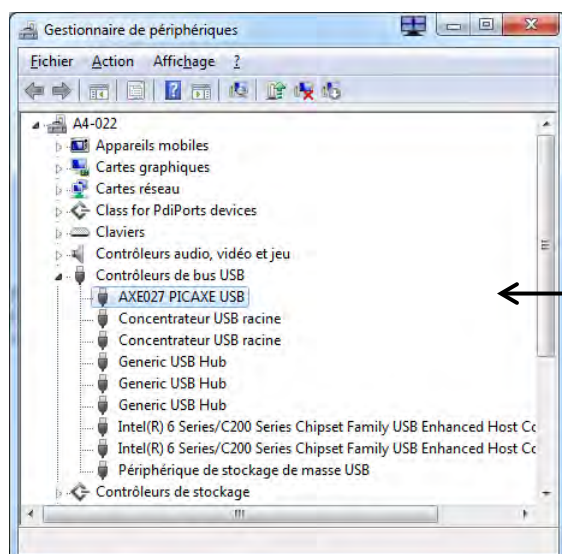 Gestionnaire de périphériques
Fichier Action Affichage ?
A4-022
Appareils mobiles
Cartes graphiques
Cartes réseau
Class for PdiPorts devices
Claviers
Contrôleurs audio, vidéo et jeu
Contrôleurs de bus USB
AXE027 PICAXE USB
Concentrateur USB racine
Concentrateur USB racine
Generic USB Hub
Generic USB Hub
Generic USB Hub
Intel(R) 6 Series/C200 Series Chipset Family USB Enhanced Host Cc
Intel(R) 6 Series/C200 Series Chipset Family USB Enhanced Host Cc
Périphérique de stockage de masse USB
Contrôleurs de stockage